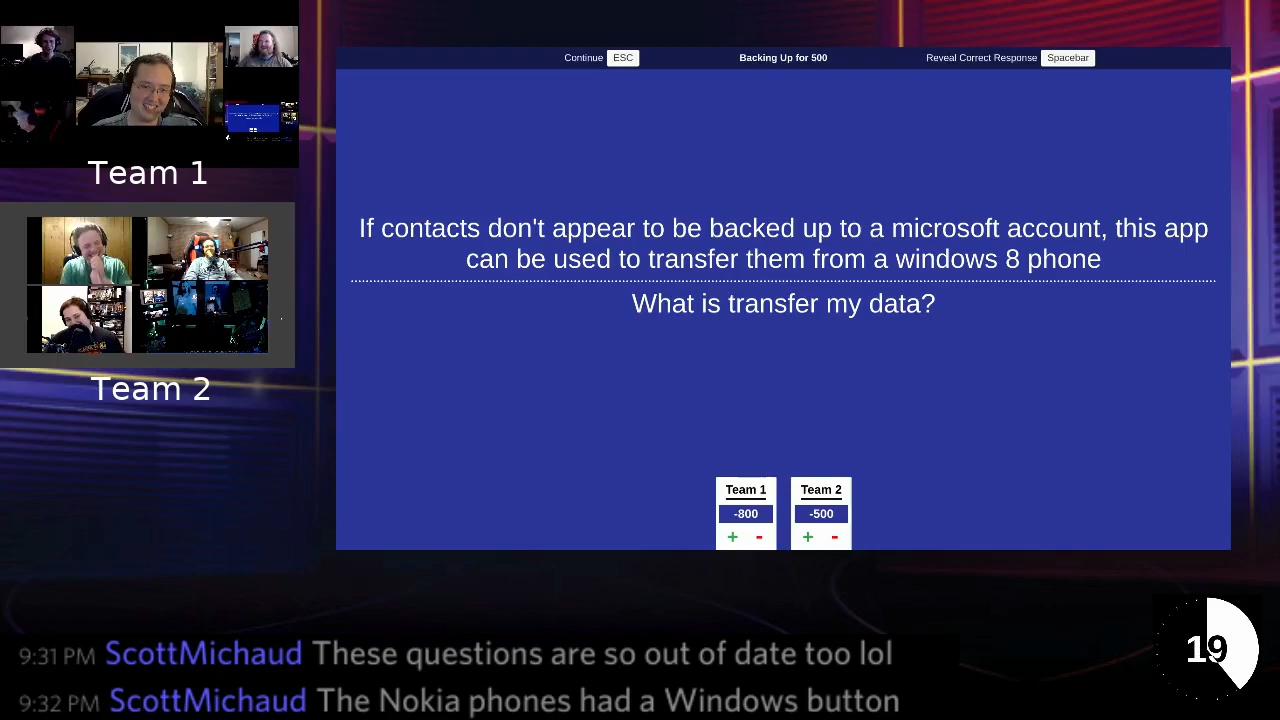 Continue ESC
Backing Up for 500
Reveal Correct Response Spacebar
Team 1
If contacts don't appear to be backed up to a microsoft account, this app
can be used to transfer them from a windows 8 phone
What is transfer my data?
Team 2
Team 1
-800
+ -
Team 2
-500
+ -
19
9:31 PM ScottMichaud These questions are so out of date too lol
9:32 PM ScottMichaud The Nokia phones had a Windows button